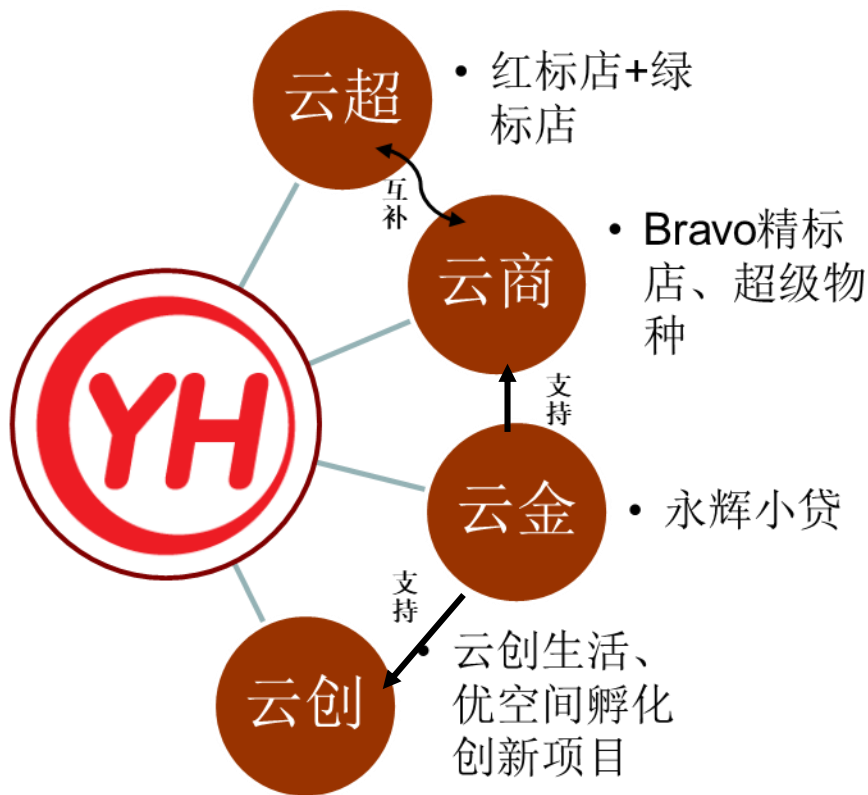 云超
• 红标店+绿
标店
互补
云商
• Bravo精标
店、超级物
种
支持
YH
云金
• 永辉小贷
支持
云创
• 云创生活、
优空间孵化
创新项目